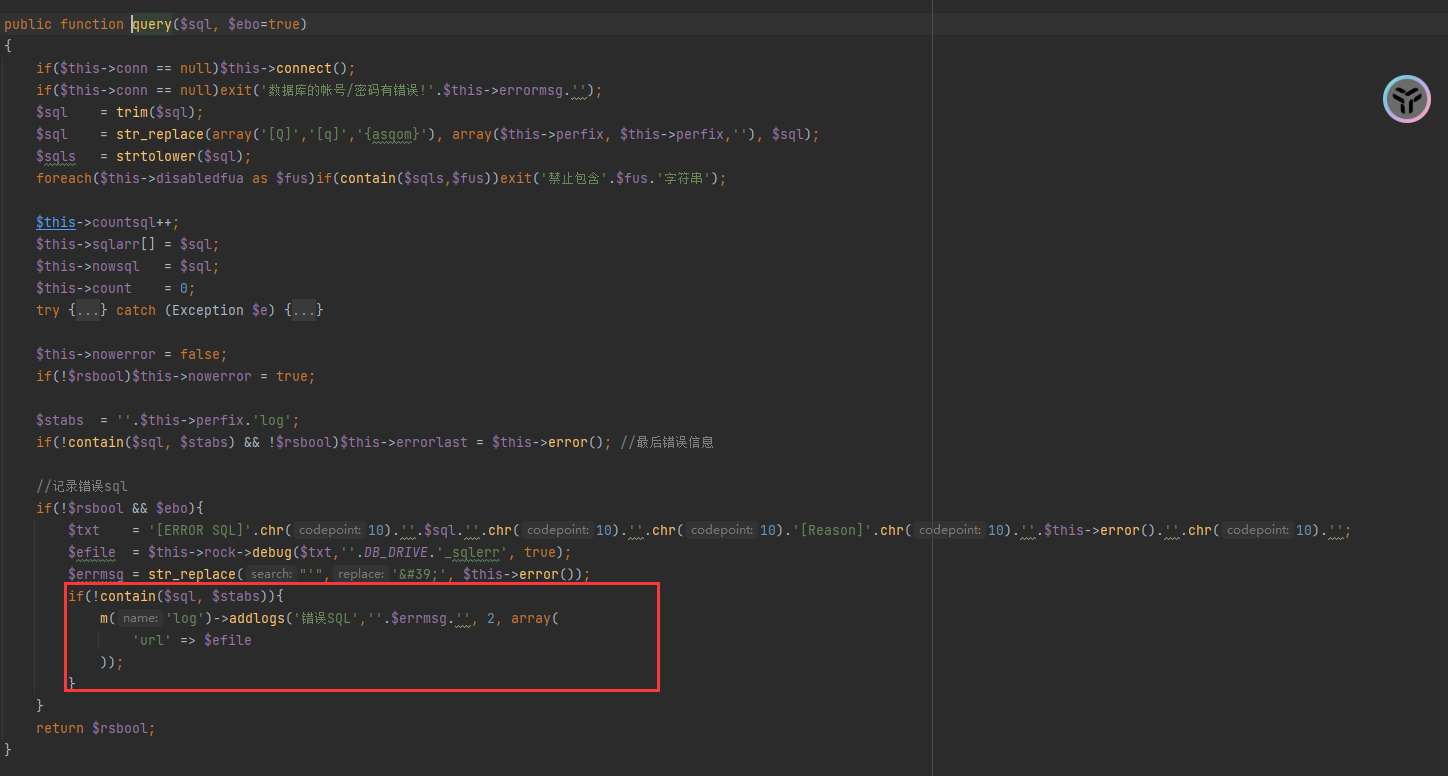 public function query($sql, $ebo=true)
{
if($this->conn == null)$this->connect();
if($this->conn == null)exit('数据库的帐号/密码有错误!'.$this->errormsg.'');
$sql = trim($sql);
$sql = str_replace(array('[Q]','[q]','{asqom}'), array($this->perfix, $this->perfix,''), $sql);
$sqls = strtolower($sql);
foreach($this->disabledfua as $fus)if(contain($sqls,$fus))exit('禁止包含'.$fus.'字符串');
$this->countsql++;
$this->sqlarr[] = $sql;
$this->nowsql = $sql;
$this->count = 0;
try {...} catch (Exception $e) {...}
$this->nowerror = false;
if(!$rsbool)$this->nowerror = true;
$stabs = ''.$this->perfix.'log';
if(!contain($sql, $stabs) && !$rsbool)$this->errorlast = $this->error(); //最后错误信息
//记录错误sql
if(!$rsbool && $ebo){
$txt = '[ERROR SQL]'.chr( codepoint: 10).''.$sql.''.chr( codepoint: 10).''.chr( codepoint: 10).'[Reason]'.chr( codepoint: 10).''.$this->error().''.chr( codepoint: 10).'';
$efile = $this->rock->debug($txt,''.DB_DRIVE.'_sqlerr', true);
$errmsg = str_replace( search: "'", replace: '&#39;', $this->error());
if(!contain($sql, $stabs)){
m( name: 'log')->addlogs('错误SQL',''.$errmsg.'', 2, array(
'url' => $efile
));
}
}
return $rsbool;
}